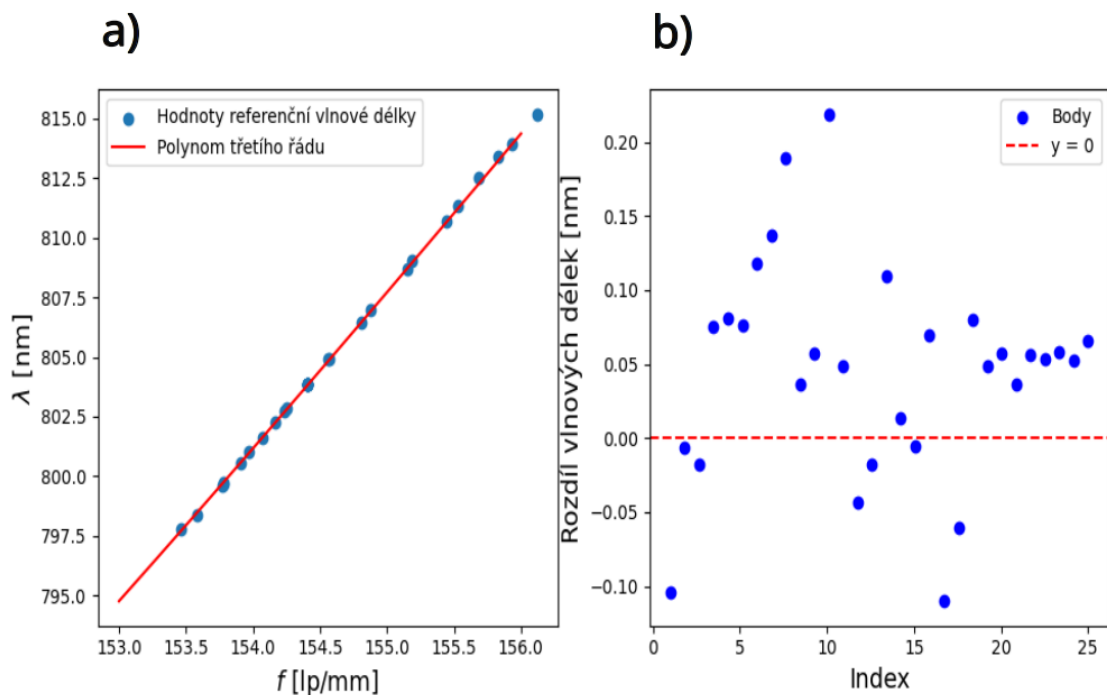 a)
Hodnoty referenční vlnové délky
Polynom třetího řádu
815.0
812.5
810.0
807.5
805.0
802.5
800.0
797.5
795.0
λ [nm]
153.0 153.5 154.0 154.5 155.0 155.5 156.0
f [lp/mm]
b)
Body
y = 0
0.20
0.15
0.10
0.05
0.00
−0.05
−0.10
Rozdíl vlnových délek [nm]
0 5 10 15 20 25
Index